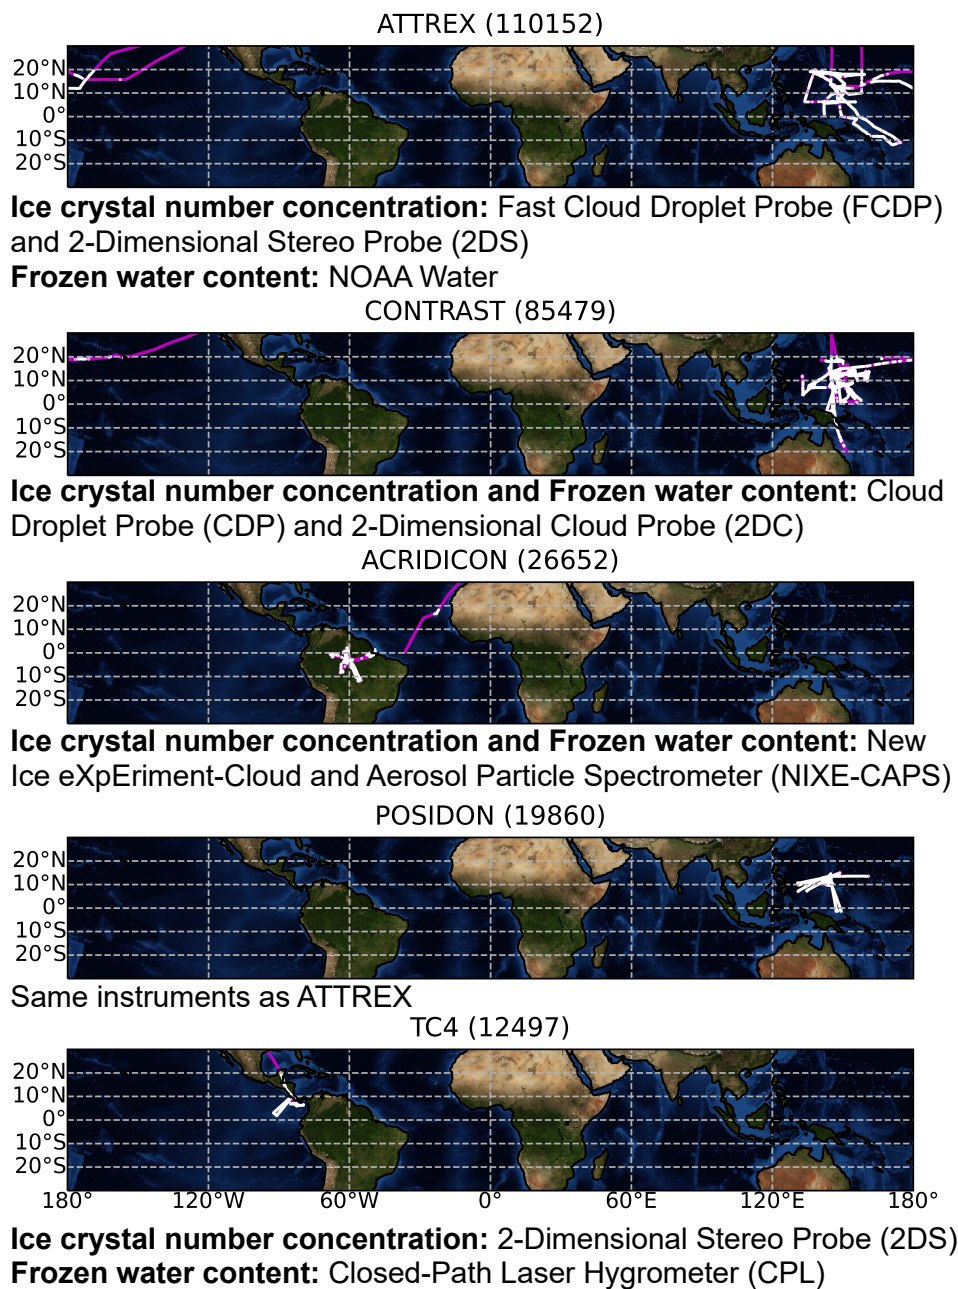 ATTREX (110152)
20°N
10°N
0°
10°S
20°S
Ice crystal number concentration: Fast Cloud Droplet Probe (FCDP)
and 2-Dimensional Stereo Probe (2DS)
Frozen water content: NOAA Water
CONTRAST (85479)
20°N
10°N
0°
10°S
20°S
Ice crystal number concentration and Frozen water content: Cloud
Droplet Probe (CDP) and 2-Dimensional Cloud Probe (2DC)
ACRIDICON (26652)
20°N
10°N
0°
10°S
20°S
Ice crystal number concentration and Frozen water content: New
Ice eXpEriment-Cloud and Aerosol Particle Spectrometer (NIXE-CAPS)
POSIDON (19860)
20°N
10°N
0°
10°S
20°S
Same instruments as ATTREX
TC4 (12497)
20°N
10°N
0°
10°S
20°S
180° 120°W 60°W 0° 60°E 120°E 180°
Ice crystal number concentration: 2-Dimensional Stereo Probe (2DS)
Frozen water content: Closed-Path Laser Hygrometer (CPL)